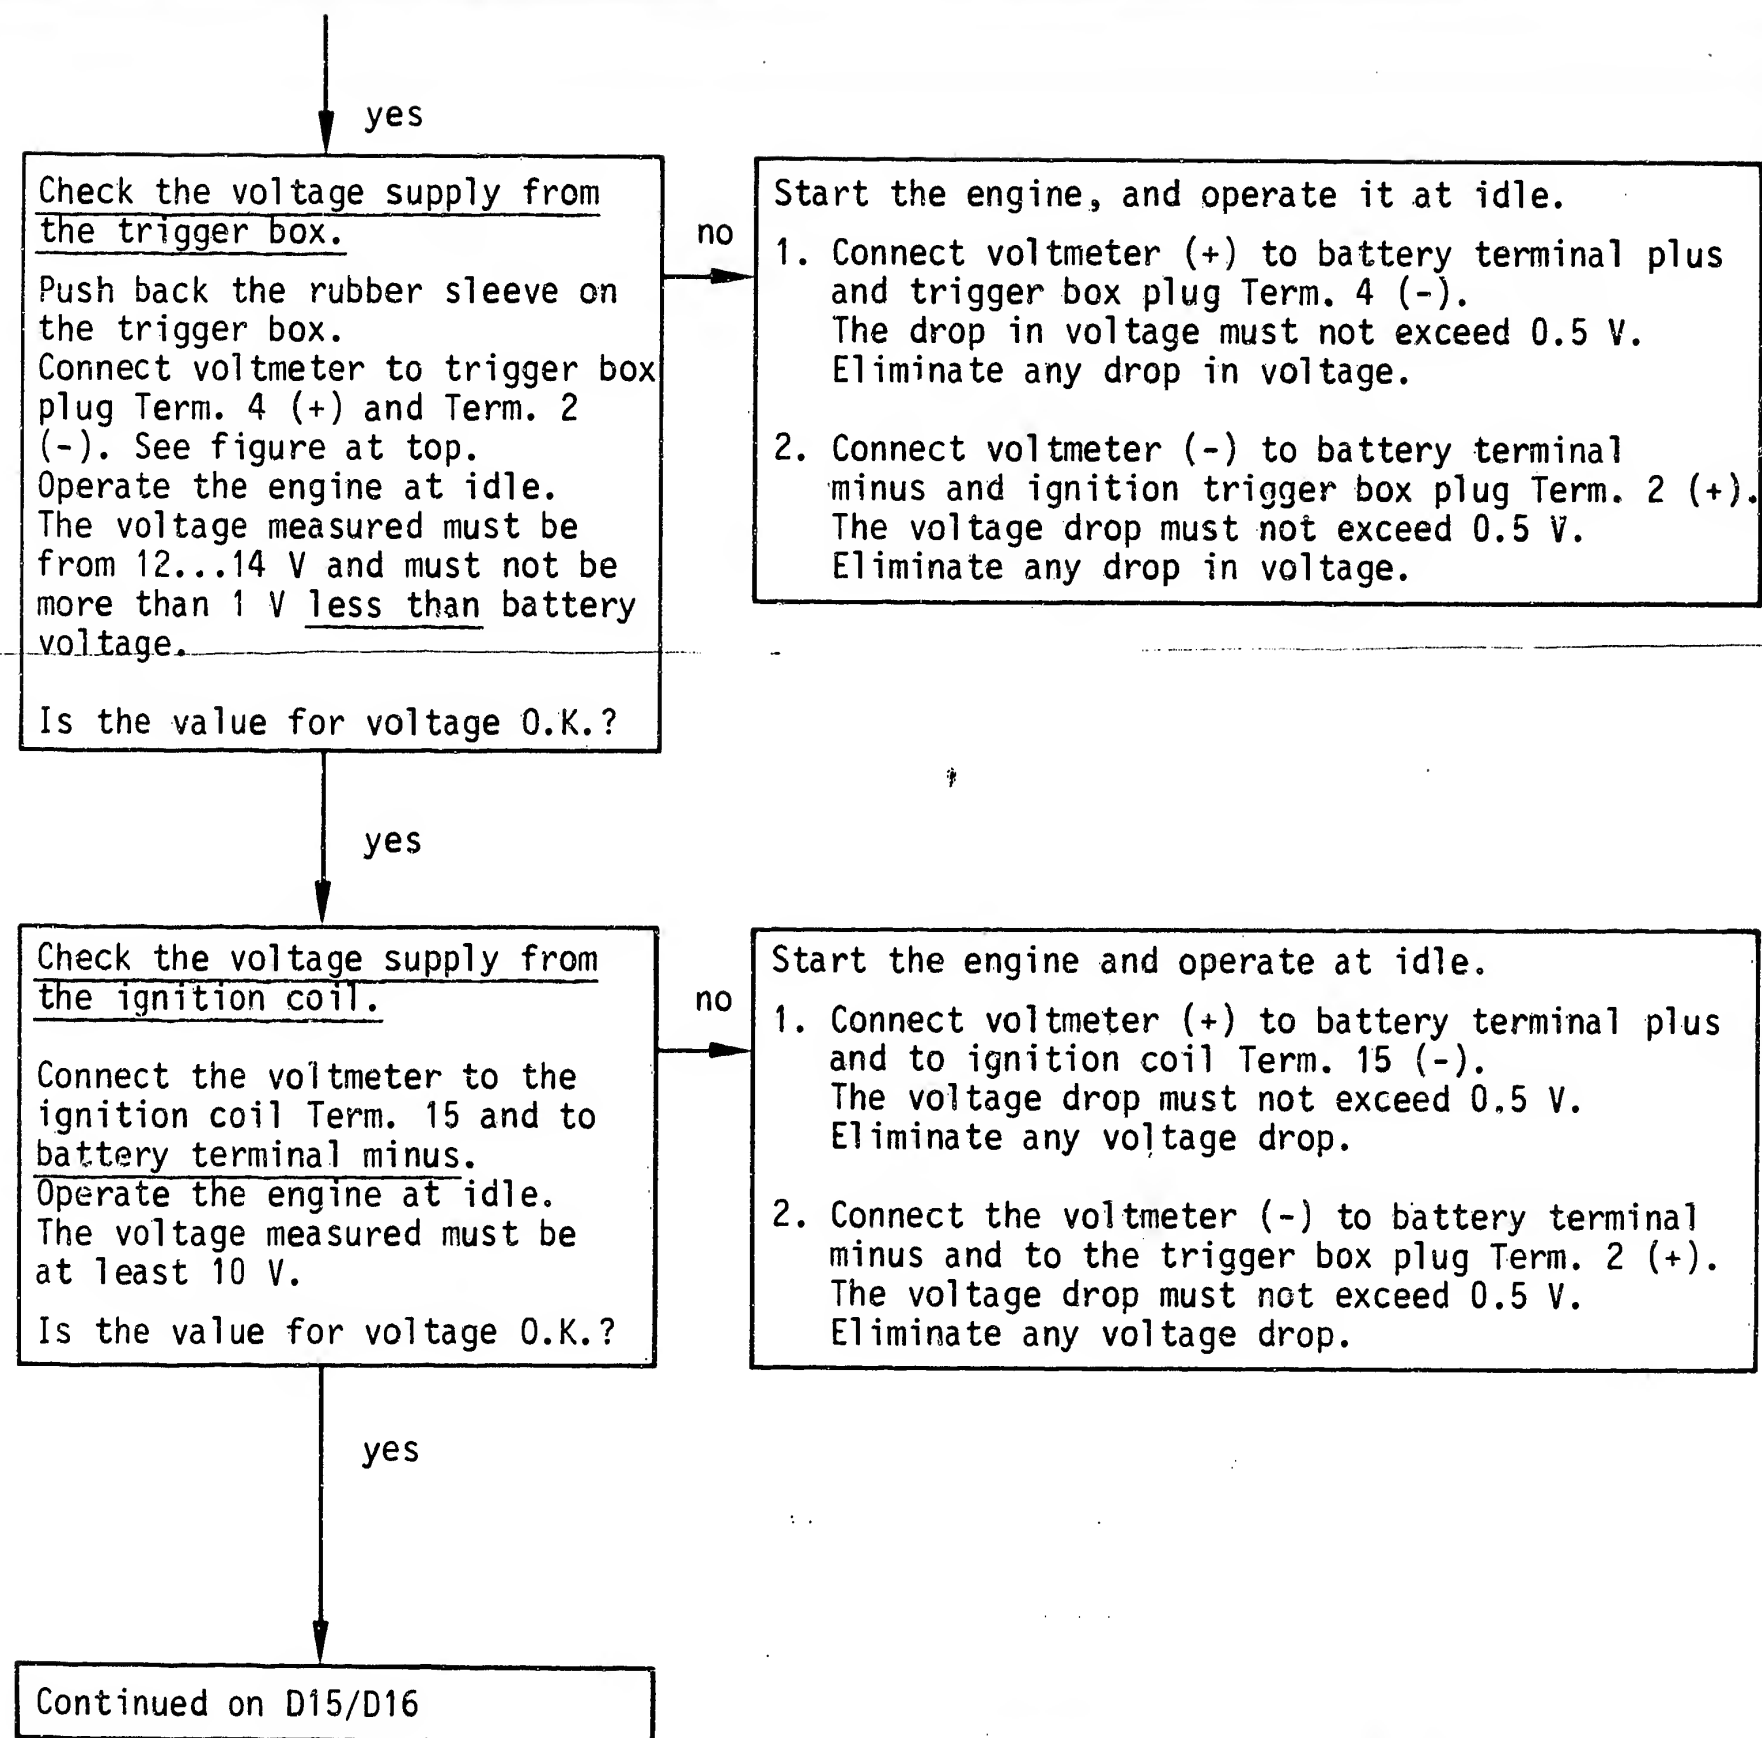 yes
Check the voltage supply from
the trigger box.
Push back the rubber sleeve on
the trigger box.
Connect voltmeter to trigger box
plug Term. 4 (+) and Term. 2
(-). See figure at top.
Operate the engine at idle.
The voltage measured must be
from 12...14 V and must not be
more than 1 V less than battery
voltage.
Is the value for voltage O.K.?
no
Start the engine, and operate it at idle.
1. Connect voltmeter (+) to battery terminal plus
and trigger box plug Term. 4 (-).
The drop in voltage must not exceed 0.5 V.
Eliminate any drop in voltage.
2. Connect voltmeter (-) to battery terminal
minus and ignition trigger box plug Term. 2 (+).
The voltage drop must not exceed 0.5 V.
Eliminate any drop in voltage.
yes
Check the voltage supply from
the ignition coil.
Connect the voltmeter to the
ignition coil Term. 15 and to
battery terminal minus.
Operate the engine at idle.
The voltage measured must be
at least 10 V.
Is the value for voltage O.K.?
no
Start the engine and operate at idle.
1. Connect voltmeter (+) to battery terminal plus
and to ignition coil Term. 15 (-).
The voltage drop must not exceed 0.5 V.
Eliminate any voltage drop.
2. Connect the voltmeter (-) to battery terminal
minus and to the trigger box plug Term. 2 (+).
The voltage drop must not exceed 0.5 V.
Eliminate any voltage drop.
yes
Continued on D15/D16